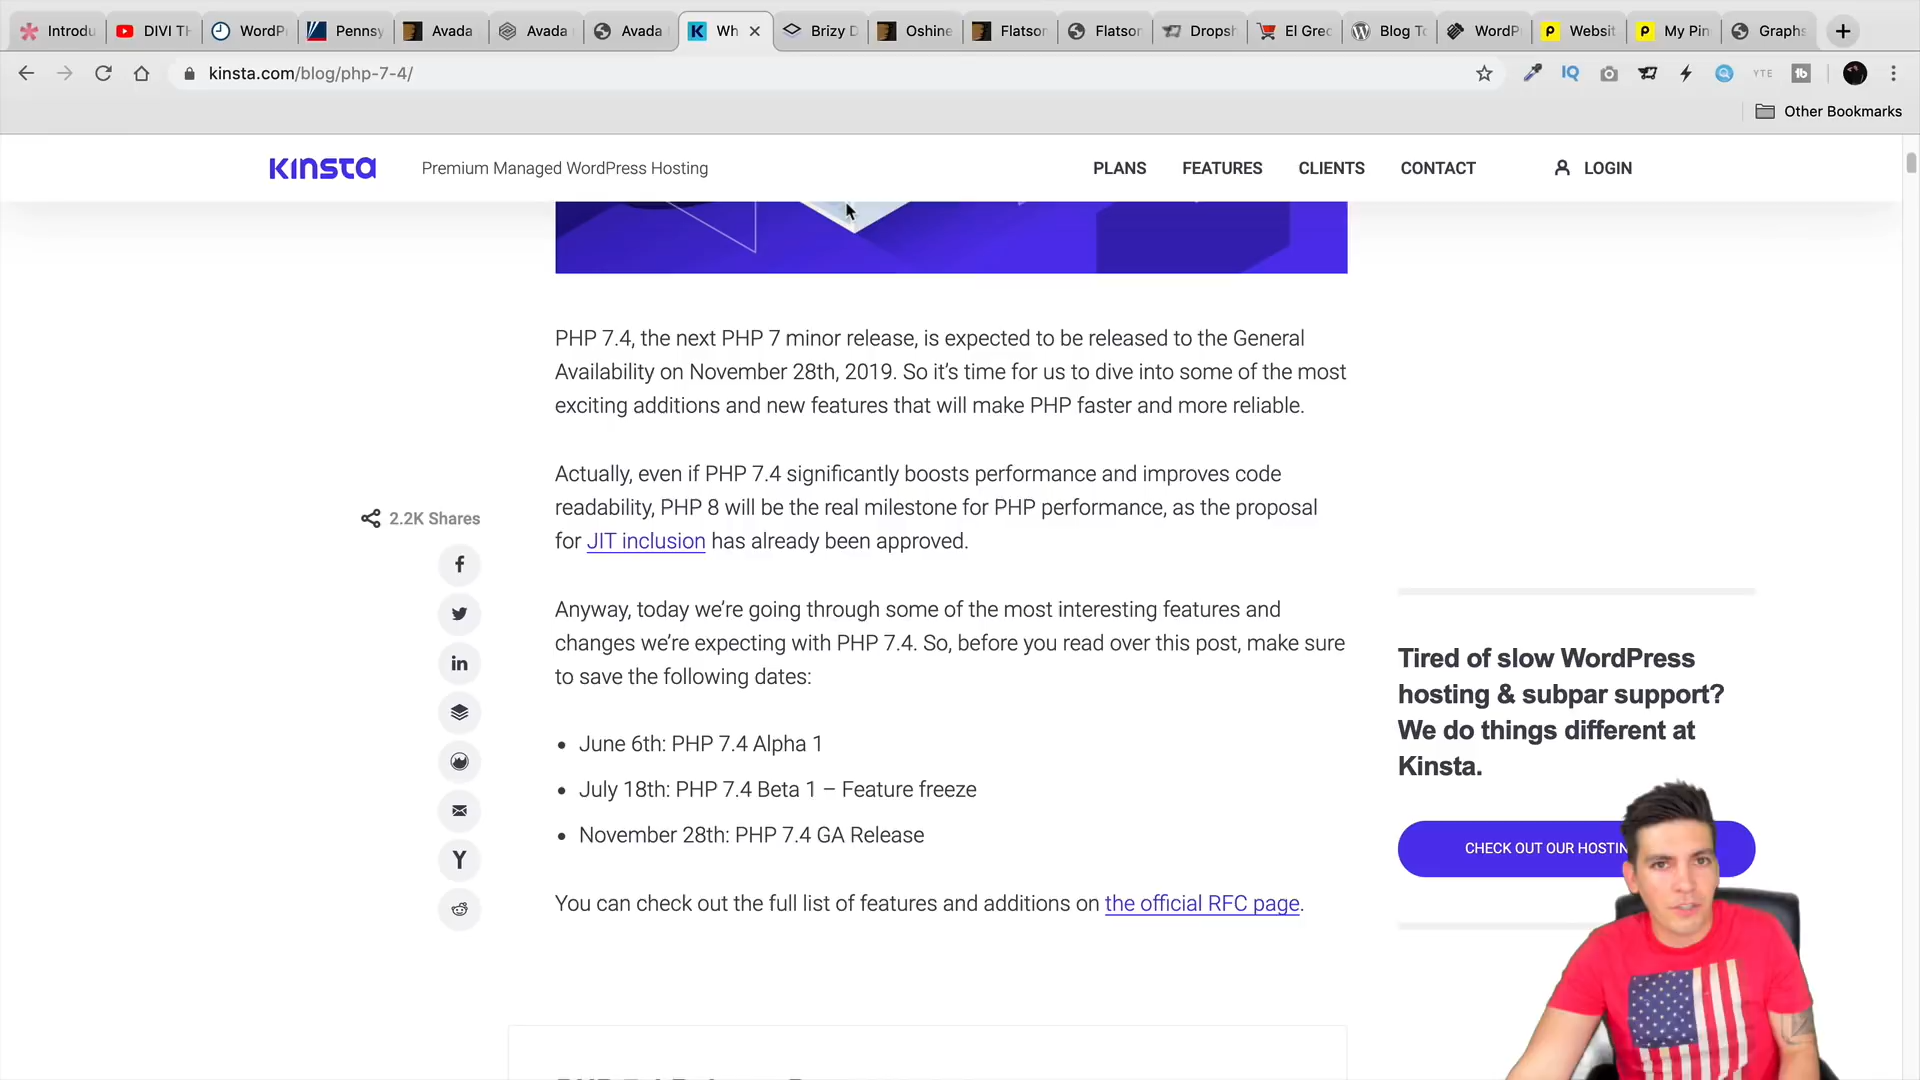 Introdu
DIVI TH
WordP
Pennsy
Avada
Avada
Avada
Wh
Brizy D
Oshine
Flatson
Flatsor
Dropsh
El Grec
Blog To
WordP
Websit
My Pin
Graphs
kinsta.com/blog/php-7-4/
IQ
YTE
tb
Other Bookmarks
KINSTA
Premium Managed WordPress Hosting
PLANS
FEATURES
CLIENTS
CONTACT
LOGIN
PHP 7.4, the next PHP 7 minor release, is expected to be released to the General
Availability on November 28th, 2019. So it's time for us to dive into some of the most
exciting additions and new features that will make PHP faster and more reliable.
Actually, even if PHP 7.4 significantly boosts performance and improves code
readability, PHP 8 will be the real milestone for PHP performance, as the proposal
for JIT inclusion has already been approved.
2.2K Shares
Anyway, today we're going through some of the most interesting features and
changes we're expecting with PHP 7.4. So, before you read over this post, make sure
to save the following dates:
• June 6th: PHP 7.4 Alpha 1
• July 18th: PHP 7.4 Beta 1 – Feature freeze
• November 28th: PHP 7.4 GA Release
You can check out the full list of features and additions on the official RFC page.
Tired of slow WordPress
hosting & subpar support?
We do things different at
Kinsta.
CHECK OUT OUR HOSTIN